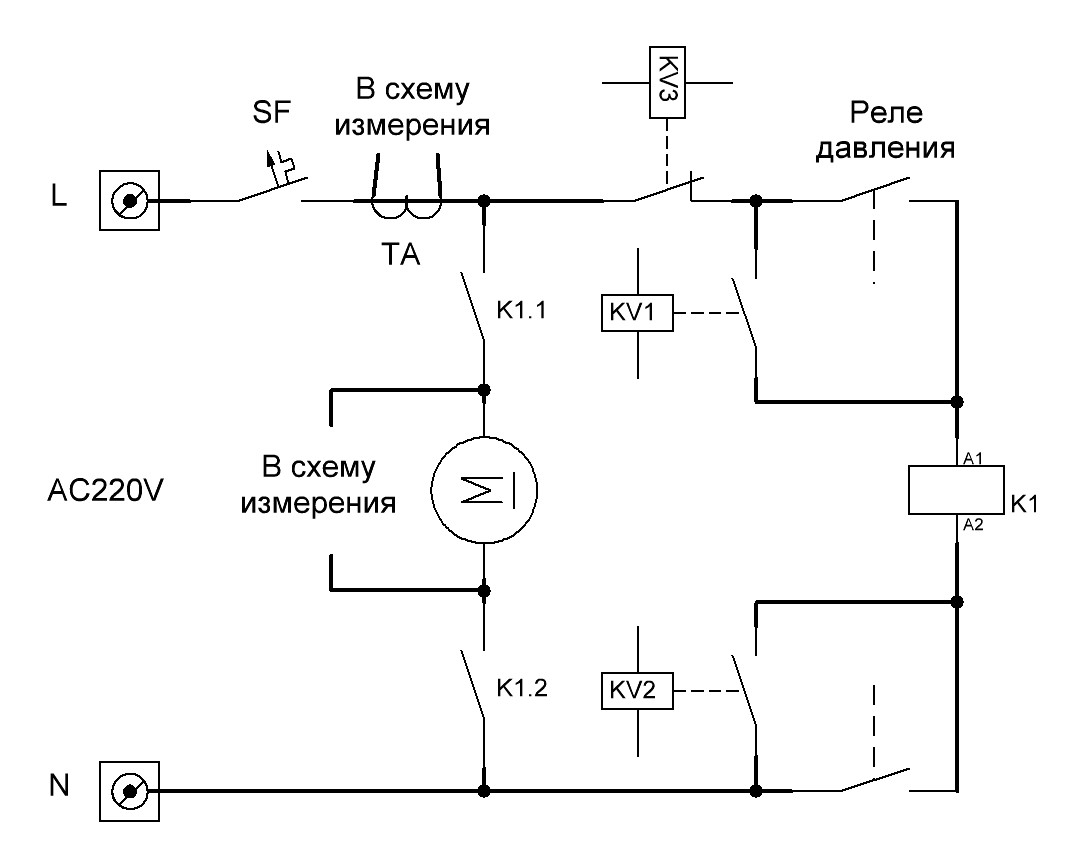 KV3
В схему
измерения
SF
Реле
давления
L
TA
K1.1
KV1
В схему
измерения
AC220V
M
A1
K1
A2
K1.2
KV2
N